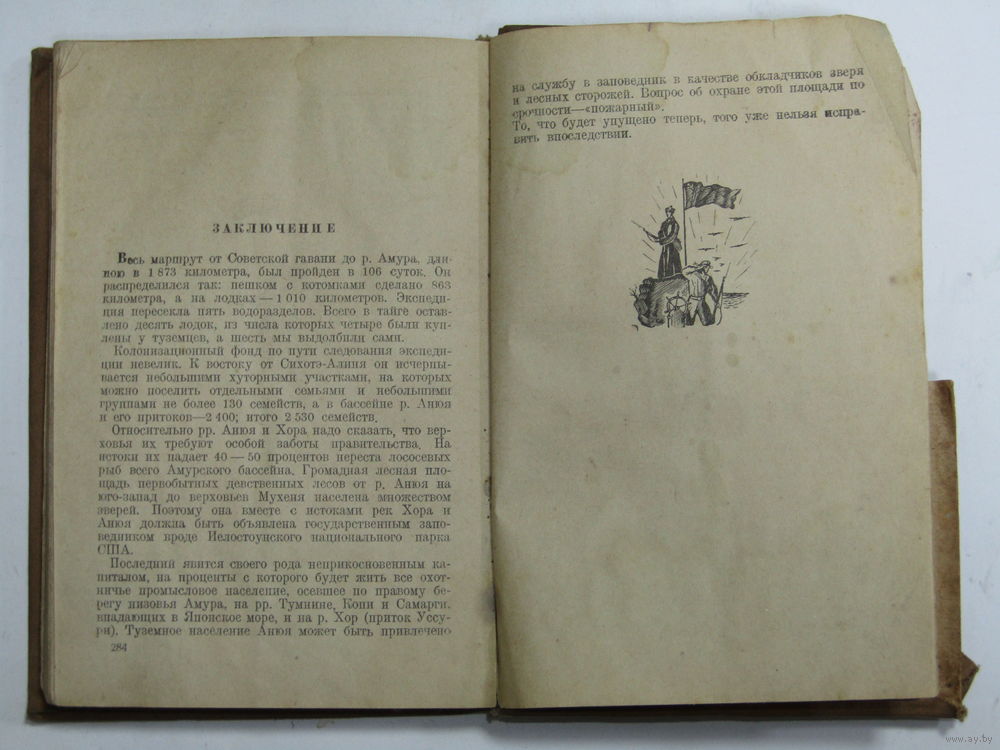 ЗАКЛЮЧЕНИЕ
Весь маршрут от Советской гавани до р. Амура, дли-
ною в 1 873 километра, был пройден в 106 суток. Он
распределился так: пешком с котомками сделано 863
километра, а на лодках — 1 010 километров. Экспеди-
ция пересекла пять водоразделов. Всего в тайге остав-
лено десять лодок, из числа которых четыре были куп-
лены у туземцев, а шесть мы выдолбили сами.
Колонизационный фонд по пути следования экспеди-
ции невелик. К востоку от Сихотэ-Алиня он исчерпы-
вается небольшими хуторными участками, на которых
можно поселить отдельными семьями и небольшими
группами не более 130 семейств, а в бассейне р. Анюя
и его притоков—2 400; итого 2 530 семейств.
Относительно рр. Анюя и Хора надо сказать, что вер-
ховья их требуют особой заботы правительства. На
истоки их падает 40 — 50 процентов нереста лососевых
рыб всего Амурского бассейна. Громадная лесная пло-
щадь первобытных девственных лесов от р. Анюя на
юго-запад до верховьев Мухеня населена множеством
зверей. Поэтому она вместе с истоками рек Хора и
Анюя должна быть объявлена государственным запо-
ведником вроде Иелостоунского национального парка
США.
Последний явится своего рода неприкосновенным ка-
питалом, на проценты с которого будет жить все охот-
ничье промысловое население, осевшее по правому бе-
регу низовья Амура, на рр. Тумнине, Копи и Самарги,
впадающих в Японское море, и на р. Хор (приток Уссу-
ри). Туземное население Анюя может быть привлечено
284
на службу в заповедник в качестве обкладчиков зверя
и лесных сторожей. Вопрос об охране этой площади по
срочности—«пожарный».
То, что будет упущено теперь, того уже нельзя испра-
вить впоследствии.
www.ay.by